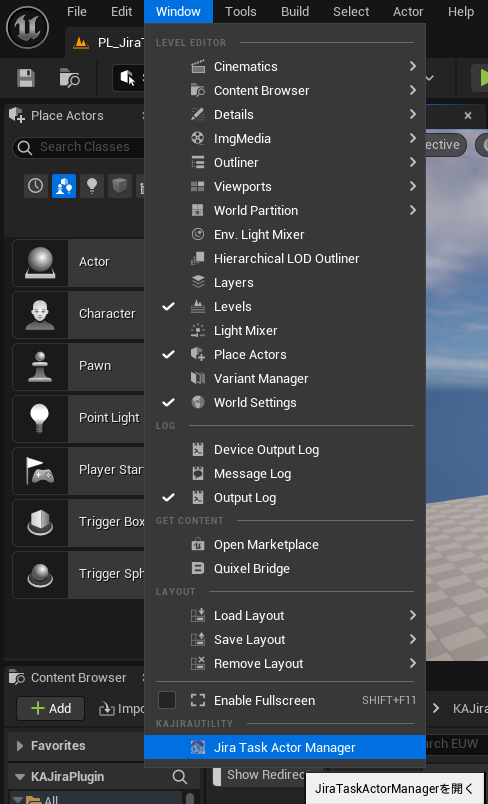 File Edit Window Tools Build Select Actor Help
PL_Jira
LEVEL EDITOR
Cinematics
Place Actors
Content Browser
Details
Search Classes
ImgMedia
ective
Outliner
Viewports
World Partition
Env. Light Mixer
Actor
Hierarchical LOD Outliner
Layers
Character
Levels
Light Mixer
Pawn
Place Actors
Variant Manager
Point Light
World Settings
LOG
Device Output Log
Player Star
Message Log
Output Log
Trigger Box
GET CONTENT
Open Marketplace
Trigger Sph
Quixel Bridge
LAYOUT
Load Layout
Save Layout
Remove Layout
Content Browser
Enable Fullscreen SHIFT+F11
Add Impo KAJira
KAJIRAUTILITY
Favorites Jira Task Actor Manager arch EUW
KAJiraPlugin Show Redirec
JiraTaskActorManagerを開く
All